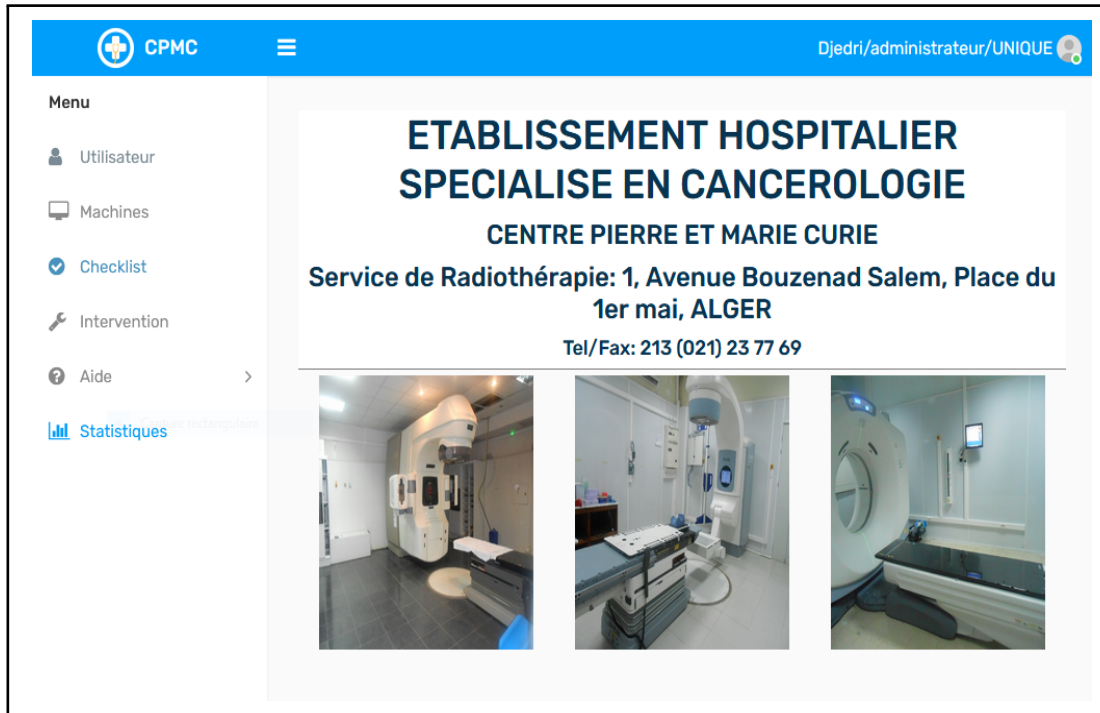 CPMC
Djedri/administrateur/UNIQUE
Menu
Utilisateur
Machines
Checklist
Intervention
Aide
Statistiques
ETABLISSEMENT HOSPITALIER
SPECIALISE EN CANCEROLOGIE
CENTRE PIERRE ET MARIE CURIE
Service de Radiothérapie: 1, Avenue Bouzenad Salem, Place du
1er mai, ALGER
Tel/Fax: 213 (021) 23 77 69